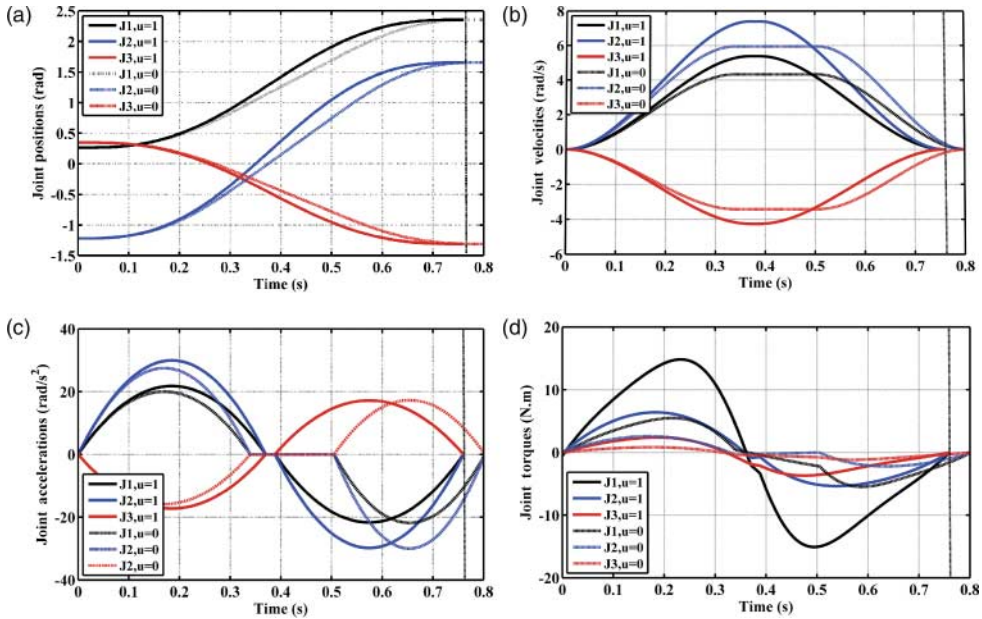 (a)
2.5
2
1.5
1
0.5
0
-0.5
-1
-1.5
Joint positions (rad)
J1,u=1
J2,u=1
J3,u=1
J1,u=0
J2,u=0
J3,u=0
0 0.1 0.2 0.3 0.4 0.5 0.6 0.7 0.8
Time (s)
(b)
8
6
4
2
0
-2
-4
-6
Joint velocities (rad/s)
J1,u=1
J2,u=1
J3,u=1
J1,u=0
J2,u=0
J3,u=0
0 0.1 0.2 0.3 0.4 0.5 0.6 0.7 0.8
Time (s)
(c)
40
20
0
-20
-40
Joint accelerations (rad/s²)
J1,u=1
J2,u=1
J3,u=1
J1,u=0
J2,u=0
J2,u=0
0 0.1 0.2 0.3 0.4 0.5 0.6 0.7 0.8
Time (s)
(d)
20
10
0
-10
-20
Joint torques (N.m)
J1,u=1
J2,u=1
J3,u=1
J1,u=0
J2,u=0
J3,u=0
0 0.1 0.2 0.3 0.4 0.5 0.6 0.7 0.8
Time (s)